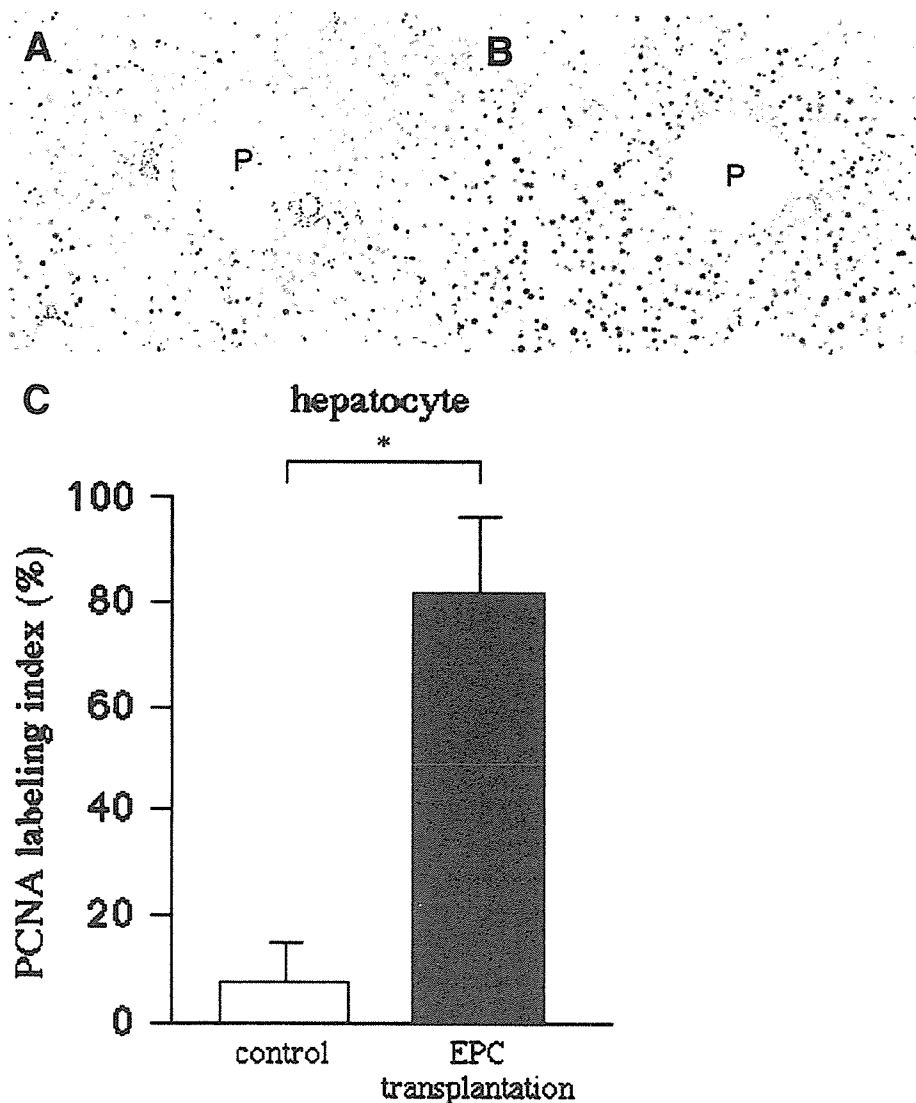 A
B
P
P
C
hepatocyte
*
100
80
60
40
20
0
PCNA labeling index (%)
control
EPC
transplantation